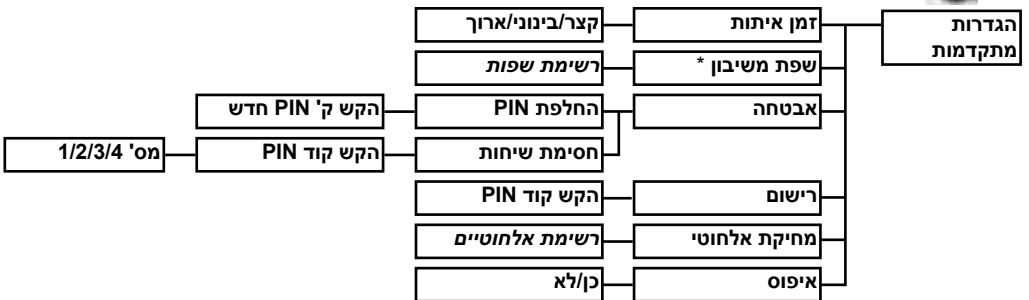 הגדרות
מתקדמות
זמן איתות
קצר/בינוני/ארוך
שפת משיבון *
רשימת שפות
אבטחה
החלפת PIN
הקש ק' PIN חדש
חסימת שיחות
הקש קוד PIN
מס' 1/2/3/4
רישום
הקש קוד PIN
מחיקת אלחוטי
רשימת אלחוטיים
איפוס
כן/לא